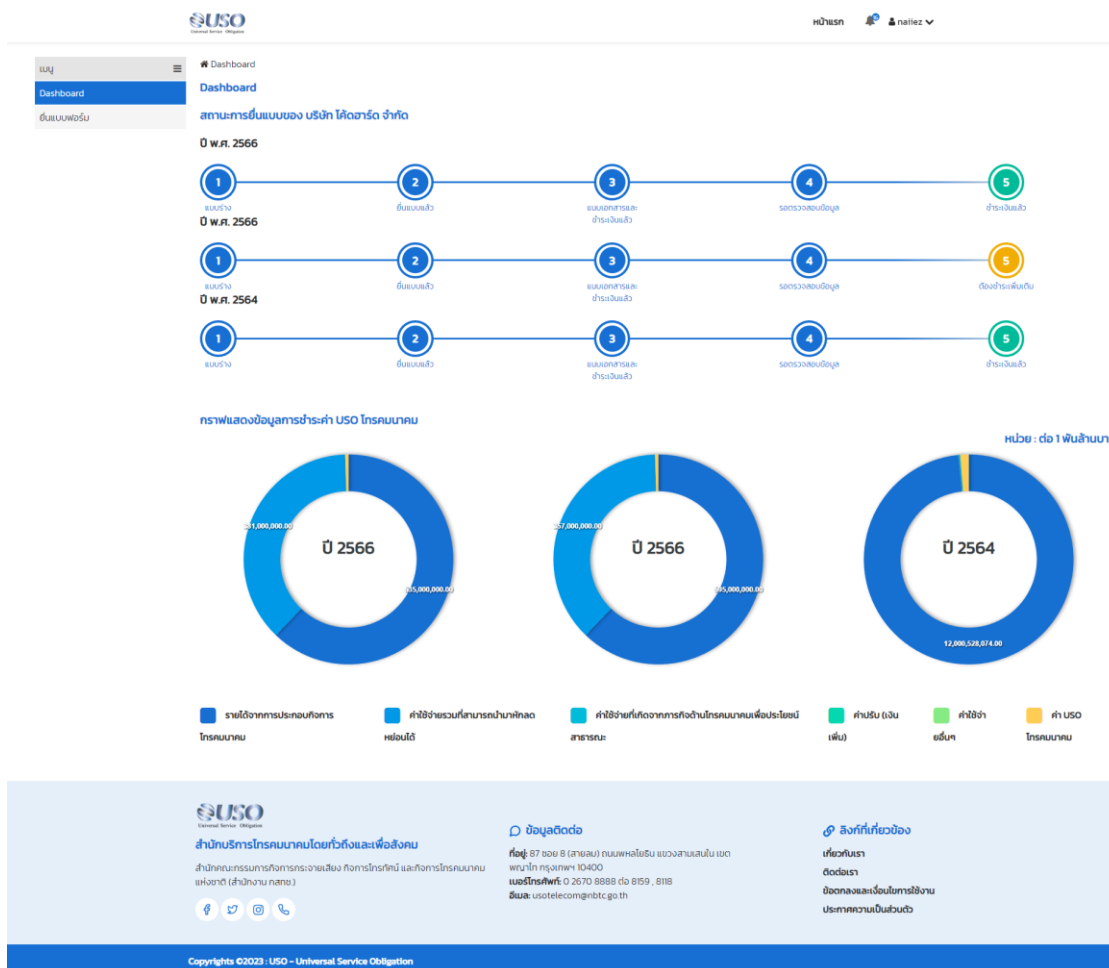 USO
Universal Service Obligation
หน้าแรก
naiiez
เมนู
Dashboard
ยื่นแบบฟอร์ม
Dashboard
Dashboard
สถานะการยื่นแบบของ บริษัท โค้ดฮาร์ด จำกัด
ปี พ.ศ. 2566
1 2 3 4 5
แบบร่าง ยื่นแบบแล้ว แนบเอกสารและ รอตรวจสอบข้อมูล ชำระเงินแล้ว
ชำระเงินแล้ว
ปี พ.ศ. 2566
1 2 3 4 5
แบบร่าง ยื่นแบบแล้ว แนบเอกสารและ รอตรวจสอบข้อมูล ต้องชำระเพิ่มเติม
ชำระเงินแล้ว
ปี พ.ศ. 2564
1 2 3 4 5
แบบร่าง ยื่นแบบแล้ว แนบเอกสารและ รอตรวจสอบข้อมูล ชำระเงินแล้ว
ชำระเงินแล้ว
กราฟแสดงข้อมูลการชำระค่า USO โทรคมนาคม
หน่วย : ต่อ 1 พันล้านบา
ปี 2566
ปี 2566
ปี 2564
12,000,528,074.00
รายได้จากการประกอบกิจการ ค่าใช้จ่ายรวมที่สามารถนำมาหักลด ค่าใช้จ่ายที่เกิดจากภารกิจด้านโทรคมนาคมเพื่อประโยชน์ ค่าปรับ (เงิน ค่าใช้จ่า ค่า USO
โทรคมนาคม หย่อนได้ สาธารณะ เพิ่ม) ยอื่นๆ โทรคมนาคม
USO
Universal Service Obligation
สำนักบริการโทรคมนาคมโดยทั่วถึงและเพื่อสังคม
สำนักคณะกรรมการกิจการกระจายเสียง กิจการโทรทัศน์ และกิจการโทรคมนาคม
แห่งชาติ (สำนักงาน กสทช.)
ข้อมูลติดต่อ
ที่อยู่: 87 ซอย 8 (สายลม) ถนนพหลโยธิน แขวงสามเสนใน เขต
พญาไท กรุงเทพฯ 10400
เบอร์โทรศัพท์: 0 2670 8888 ต่อ 8159 , 8118
อีเมล: usotelecom@nbtc.go.th
ลิงก์ที่เกี่ยวข้อง
เกี่ยวกับเรา
ติดต่อเรา
ข้อตกลงและเงื่อนไขการใช้งาน
ประกาศความเป็นส่วนตัว
Copyrights ©2023 : USO - Universal Service Obligation